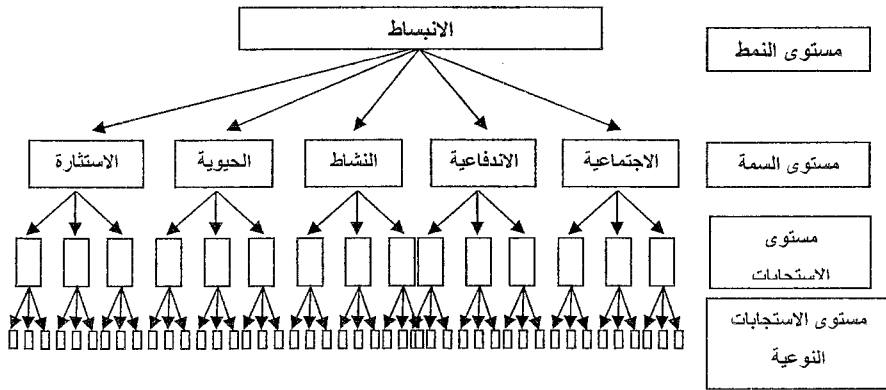 الانبساط
مستوى النمط
الاجتماعية
الاندفاعية
النشاط
الحيوية
الاستثارة
مستوى السمة
مستوى
الاستجابات
مستوى الاستجابات
النوعية